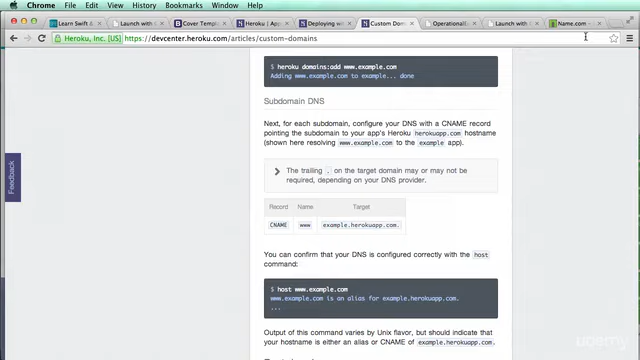 Chrome File Edit View History Bookmarks Window Help
Learn Swift & Launch with Cover Templa Heroku | App Deploying wi Custom Doma Operationali Launch with Name.com -
Heroku, Inc. [US] https://devcenter.heroku.com/articles/custom-domains
$ heroku domains:add www.example.com
Adding www.example.com to example... done
Subdomain DNS
Next, for each subdomain, configure your DNS with a CNAME record
pointing the subdomain to your app's Heroku herokuapp.com hostname
(shown here resolving www.example.com to the example app).
The trailing . on the target domain may or may not be
required, depending on your DNS provider.
Record Name Target
CNAME www example.herokuapp.com.
You can confirm that your DNS is configured correctly with the host
command:
$ host www.example.com
www.example.com is an alias for example.herokuapp.com.
...
Output of this command varies by Unix flavor, but should indicate that
your hostname is either an alias or CNAME of example.herokuapp.com.
Feedback
udemy